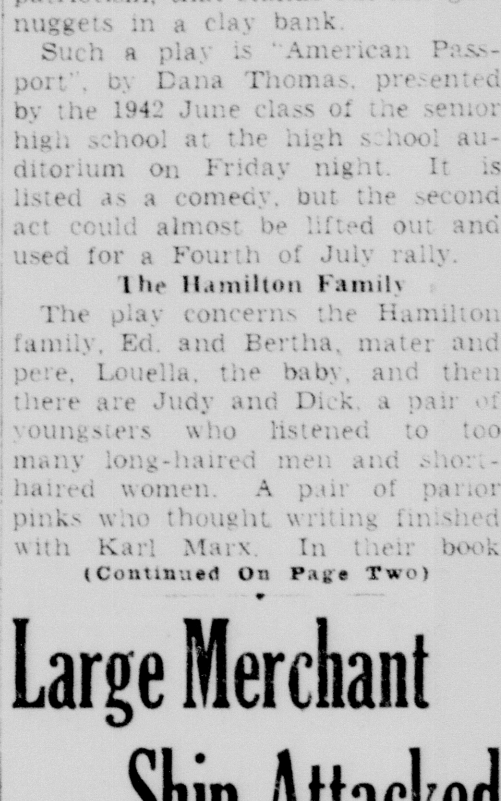 nuggets in a clay bank.
Such a play is "American Pass-
port", by Dana Thomas, presented
by the 1942 June class of the senior
high school at the high school au-
ditorium on Friday night. It is
listed as a comedy, but the second
act could almost be lifted out and
used for a Fourth of July rally.
The Hamilton Family
The play concerns the Hamilton
family, Ed. and Bertha, mater and
pere, Louella, the baby, and then
there are Judy and Dick, a pair of
youngsters who listened to too
many long-haired men and short-
haired women. A pair of parlor
pinks who thought writing finished
with Karl Marx. In their book
(Continued On Page Two)
Large Merchant
Ship Attacked